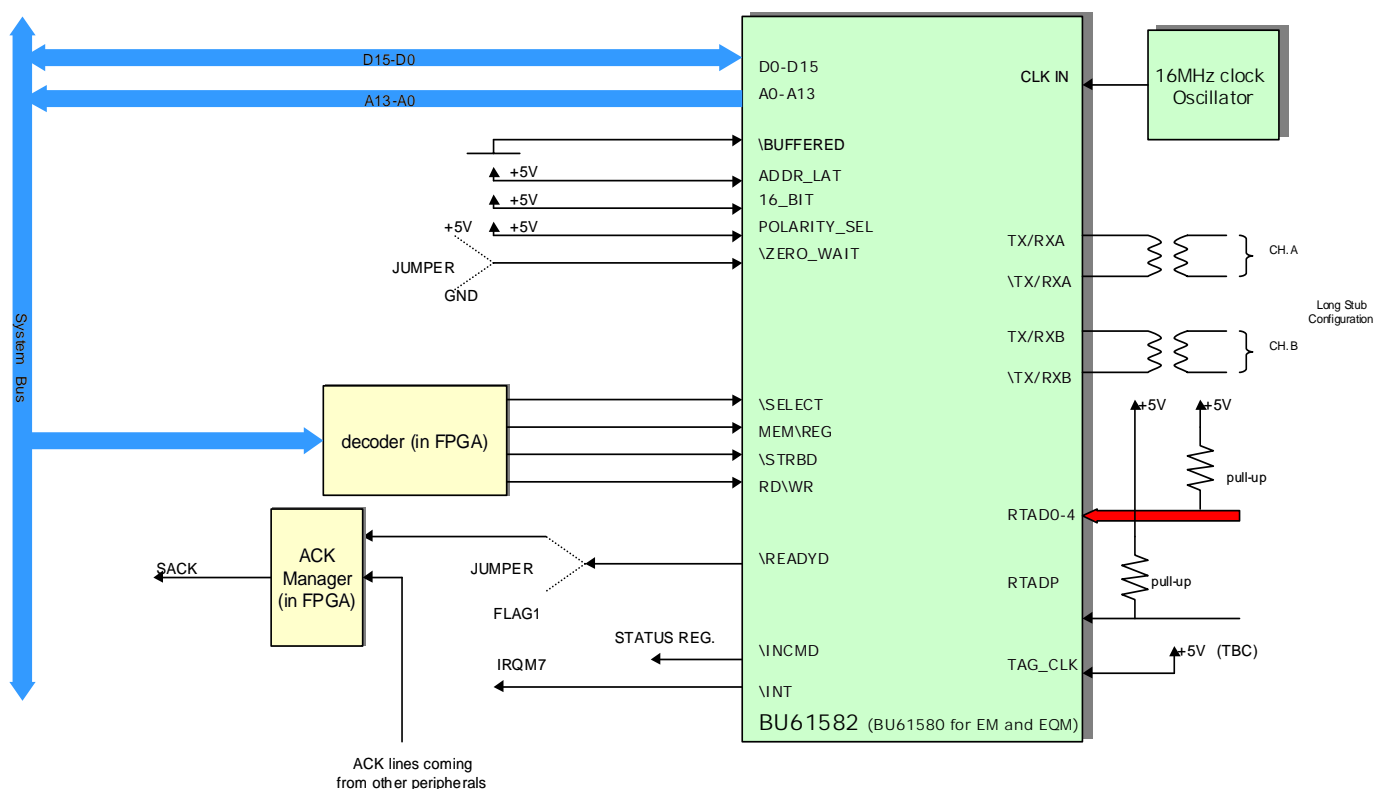 D15-D0
A13-A0
System Bus
+5V
+5V
+5V
+5V
JUMPER
GND
D0-D15
A0-A13
\BUFFERED
ADDR_LAT
16_BIT
POLARITY_SEL
\ZERO_WAIT
CLK IN
16MHz clock
Oscillator
TX/RXA
\TX/RXA
CH.A
TX/RXB
\TX/RXB
CH.B
Long Stub
Configuration
decoder (in FPGA)
\SELECT
MEM\REG
\STRBD
RD\WR
+5V
+5V
pull-up
RTAD0-4
ACK
Manager
(in FPGA)
SACK
JUMPER
FLAG1
\READYD
RTADP
pull-up
STATUS REG.
\INCMD
IRQM7
\INT
TAG_CLK
+5V (TBC)
BU61582 (BU61580 for EM and EQM)
ACK lines coming
from other peripherals